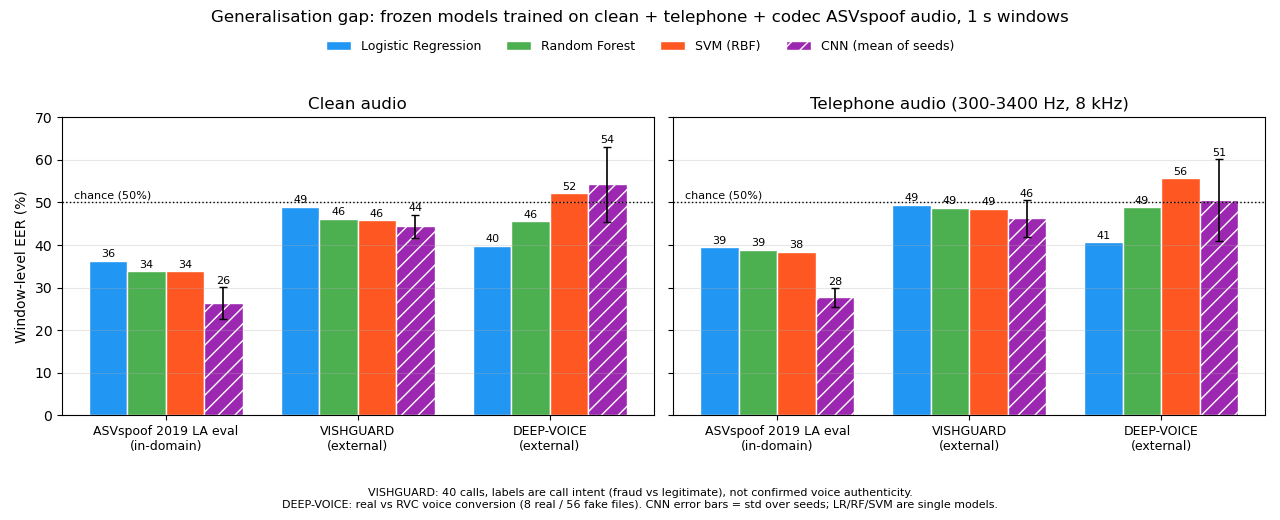 Generalisation gap: frozen models trained on clean + telephone + codec ASVspoof audio, 1 s windows
Logistic Regression
Random Forest
SVM (RBF)
CNN (mean of seeds)
Clean audio
Window-level EER (%)
70
60
50
40
30
20
10
0
chance (50%)
36
34
34
26
49
46
46
44
40
46
52
54
ASVspoof 2019 LA eval
(in-domain)
VISHGUARD
(external)
DEEP-VOICE
(external)
Telephone audio (300-3400 Hz, 8 kHz)
chance (50%)
39
39
38
28
49
49
49
46
41
49
56
51
ASVspoof 2019 LA eval
(in-domain)
VISHGUARD
(external)
DEEP-VOICE
(external)
VISHGUARD: 40 calls, labels are call intent (fraud vs legitimate), not confirmed voice authenticity.
DEEP-VOICE: real vs RVC voice conversion (8 real / 56 fake files). CNN error bars = std over seeds; LR/RF/SVM are single models.